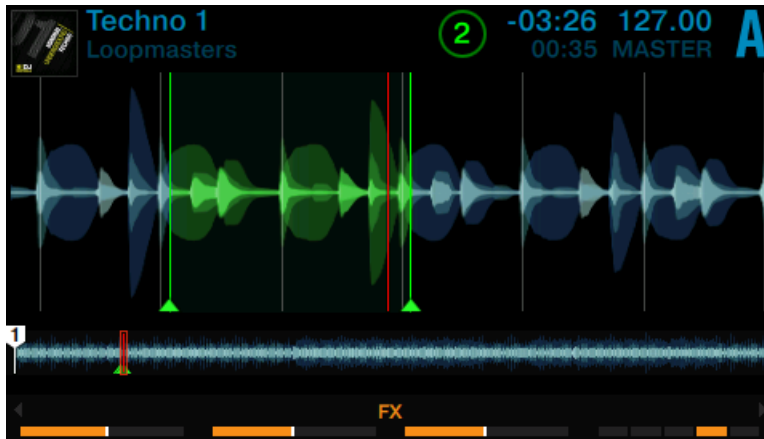 Techno 1
Loopmasters
2
-03:26 127.00
00:35 MASTER
A
1
FX